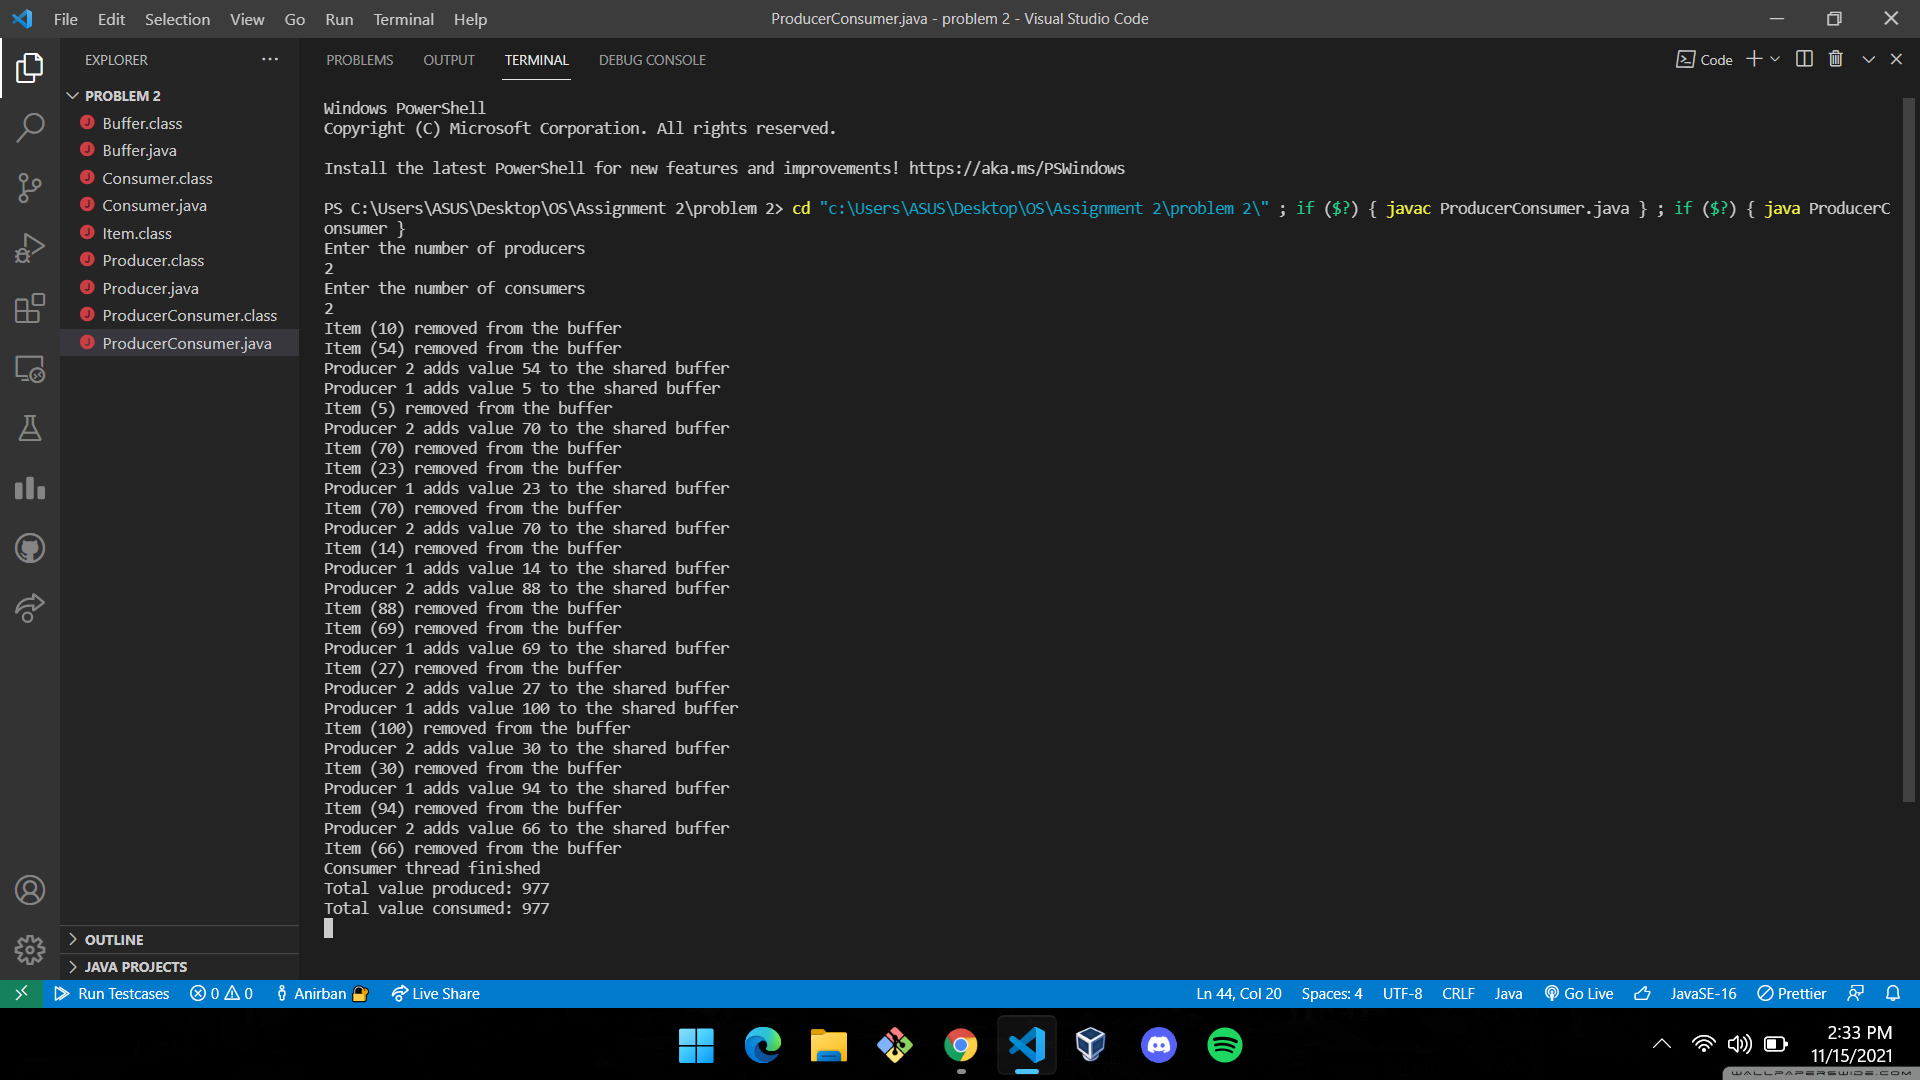 File Edit Selection View Go Run Terminal Help
ProducerConsumer.java - problem 2 - Visual Studio Code
EXPLORER
PROBLEM 2
Buffer.class
Buffer.java
Consumer.class
Consumer.java
Item.class
Producer.class
Producer.java
ProducerConsumer.class
ProducerConsumer.java
OUTLINE
JAVA PROJECTS
PROBLEMS OUTPUT TERMINAL DEBUG CONSOLE
Code
Windows PowerShell
Copyright (C) Microsoft Corporation. All rights reserved.
Install the latest PowerShell for new features and improvements! https://aka.ms/PSWindows
PS C:\Users\ASUS\Desktop\OS\Assignment 2\problem 2> cd "c:\Users\ASUS\Desktop\OS\Assignment 2\problem 2\" ; if ($?) { javac ProducerConsumer.java } ; if ($?) { java ProducerC
onsumer }
Enter the number of producers
2
Enter the number of consumers
2
Item (10) removed from the buffer
Item (54) removed from the buffer
Producer 2 adds value 54 to the shared buffer
Producer 1 adds value 5 to the shared buffer
Item (5) removed from the buffer
Producer 2 adds value 70 to the shared buffer
Item (70) removed from the buffer
Item (23) removed from the buffer
Producer 1 adds value 23 to the shared buffer
Item (70) removed from the buffer
Producer 2 adds value 70 to the shared buffer
Item (14) removed from the buffer
Producer 1 adds value 14 to the shared buffer
Producer 2 adds value 88 to the shared buffer
Item (88) removed from the buffer
Item (69) removed from the buffer
Producer 1 adds value 69 to the shared buffer
Item (27) removed from the buffer
Producer 2 adds value 27 to the shared buffer
Producer 1 adds value 100 to the shared buffer
Item (100) removed from the buffer
Producer 2 adds value 30 to the shared buffer
Item (30) removed from the buffer
Producer 1 adds value 94 to the shared buffer
Item (94) removed from the buffer
Producer 2 adds value 66 to the shared buffer
Item (66) removed from the buffer
Consumer thread finished
Total value produced: 977
Total value consumed: 977
Run Testcases 0 0 Anirban Live Share
Ln 44, Col 20 Spaces: 4 UTF-8 CRLF Java Go Live JavaSE-16 Prettier
2:33 PM
11/15/2021
WALLPAPERSWIDE.COM